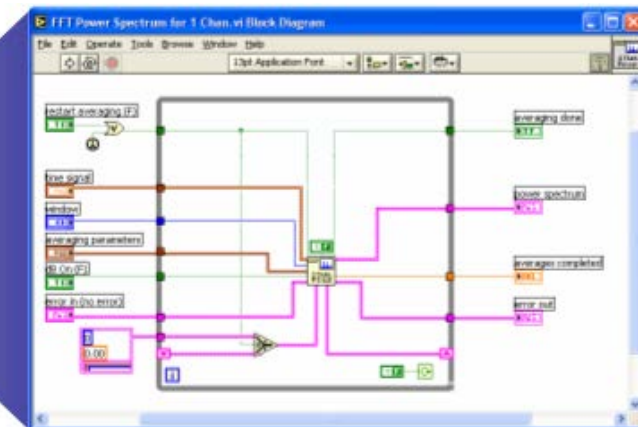 FFT Power Spectrum for 1 Chan.vi Block Diagram
File Edit Operate Tools Browse Window Help
13pt Application Font
restart averaging (F)
averaging done
TF
time signal
power spectrum
window
averaging parameters
averages completed
dB On (F)
TF
error in (no error)
error out
0.00
i
F